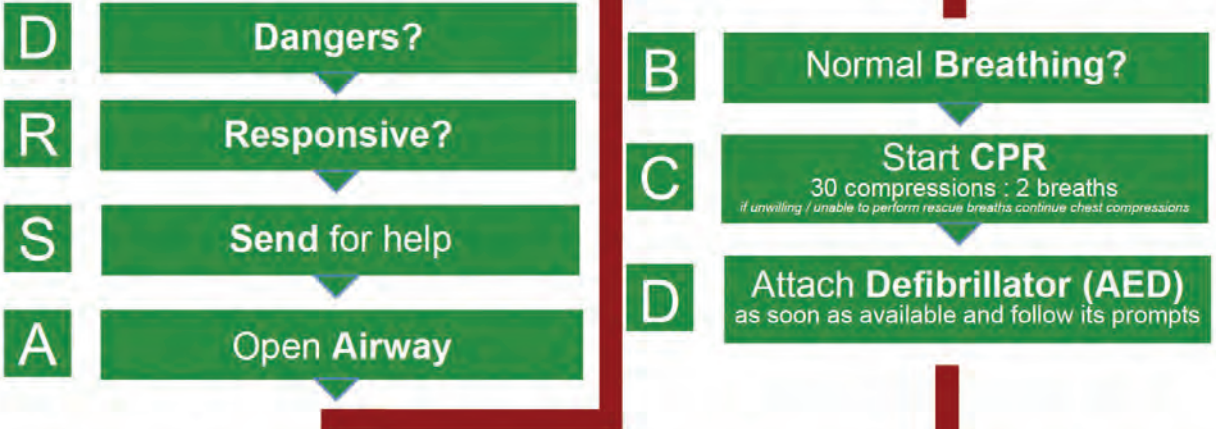 D
Dangers?
R
Responsive?
S
Send for help
A
Open Airway
B
Normal Breathing?
C
Start CPR
30 compressions : 2 breaths
if unwilling / unable to perform rescue breaths continue chest compressions
D
Attach Defibrillator (AED)
as soon as available and follow its prompts